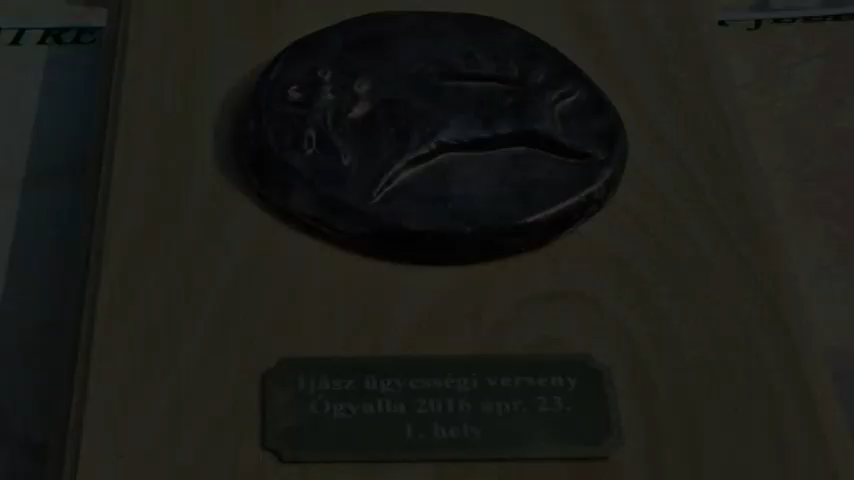 Íjász ügyességi verseny
Ógyalla 2016 ápr. 23.
1. hely